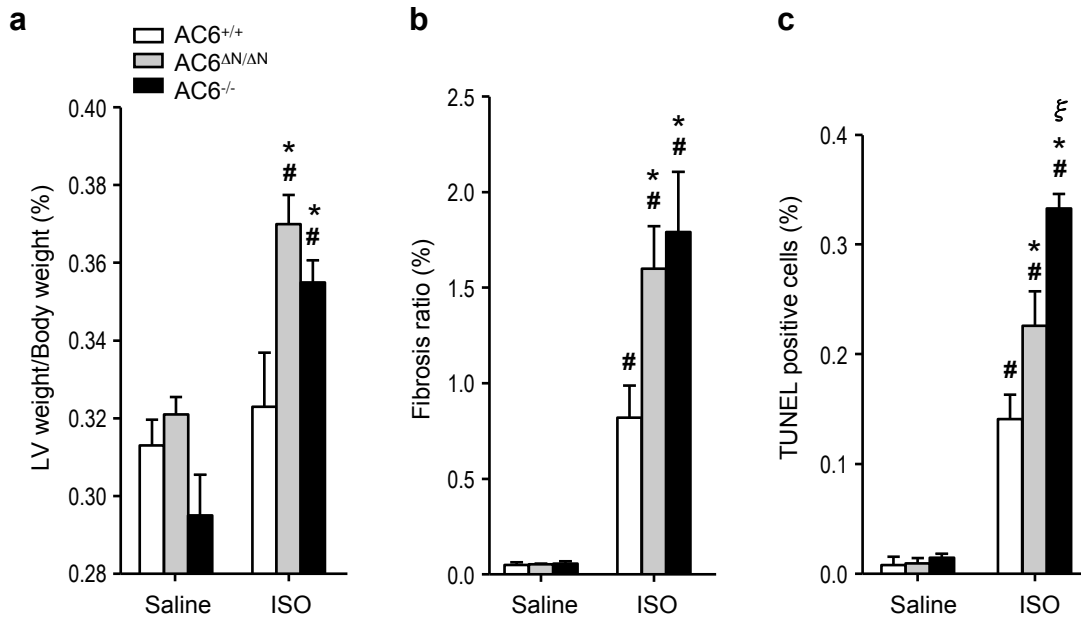 a
AC6+/+
AC6ΔN/ΔN
AC6-/-
LV weight/Body weight (%)
0.40
0.38
0.36
0.34
0.32
0.30
0.28
*
#
*
#
Saline
ISO
b
Fibrosis ratio (%)
2.5
2.0
1.5
1.0
0.5
0.0
#
*
#
*
#
Saline
ISO
c
TUNEL positive cells (%)
0.4
0.3
0.2
0.1
0.0
#
*
#
ξ
*
#
Saline
ISO